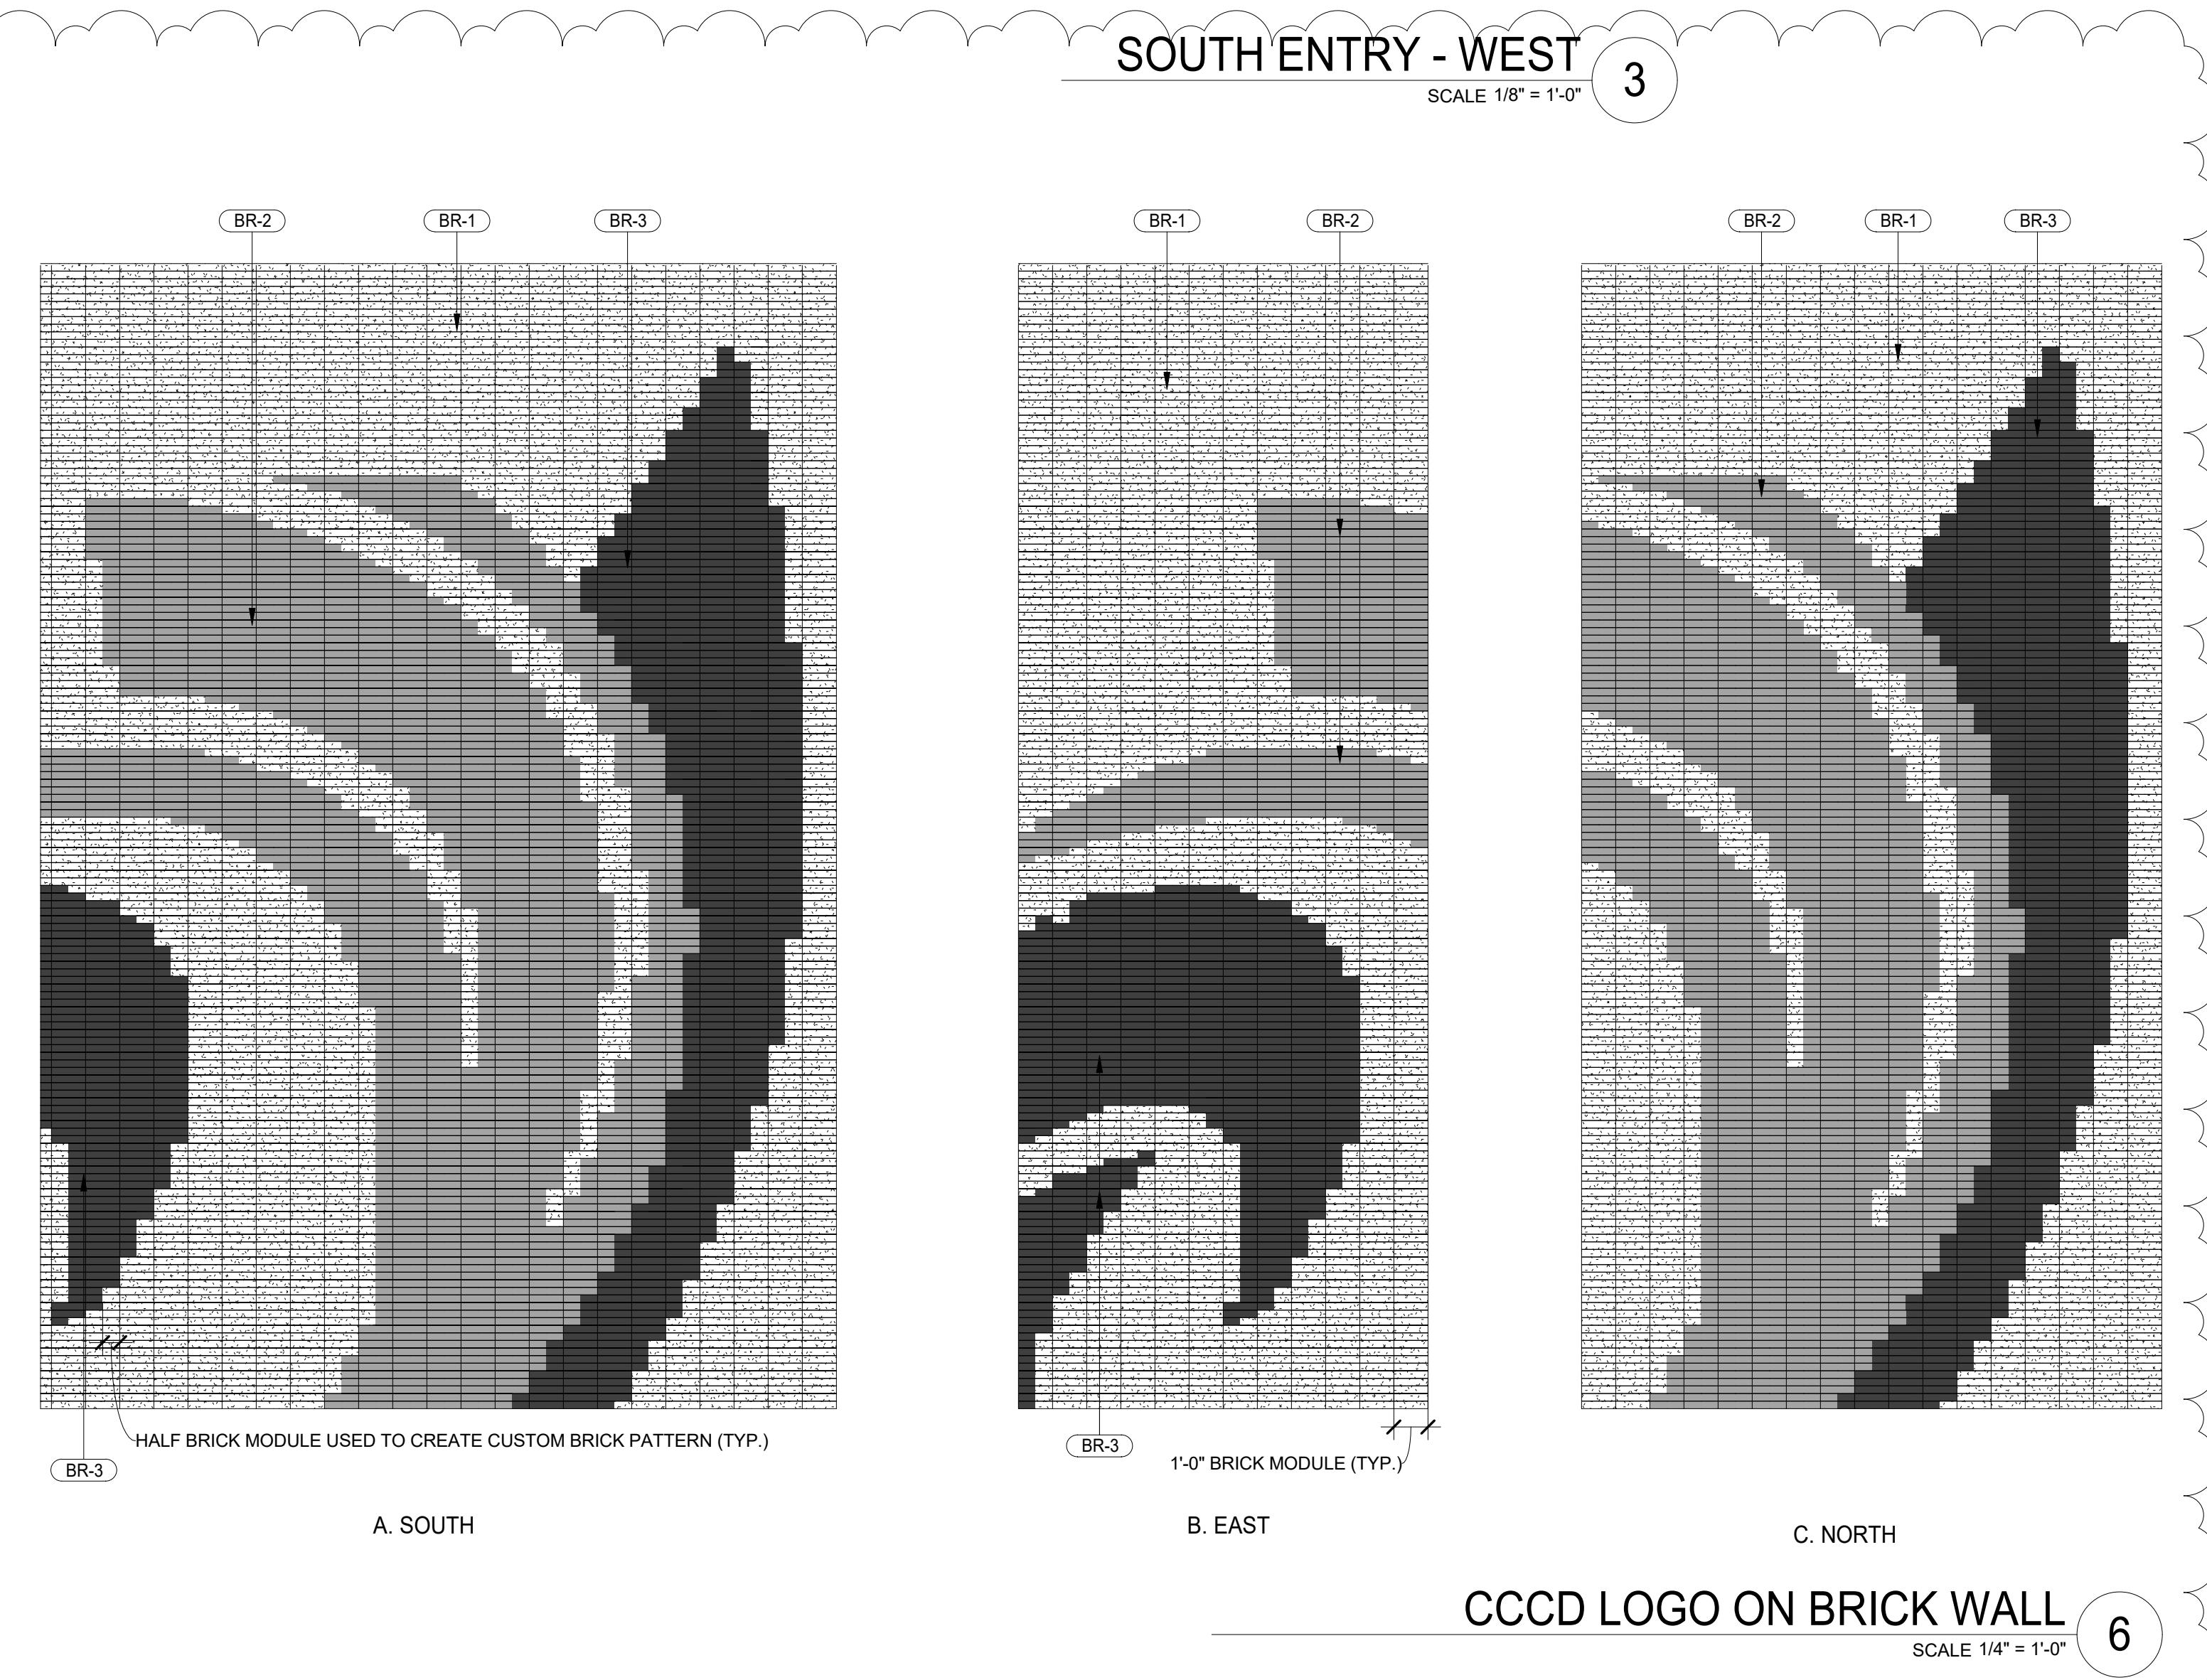 SOUTH ENTRY - WEST
3
SCALE 1/8" = 1'-0"
BR-2
BR-1
BR-3
BR-1
BR-2
BR-2
BR-1
BR-3
HALF BRICK MODULE USED TO CREATE CUSTOM BRICK PATTERN (TYP.)
BR-3
BR-3
1'-0" BRICK MODULE (TYP.)
A. SOUTH
B. EAST
C. NORTH
CCCD LOGO ON BRICK WALL
6
SCALE 1/4" = 1'-0"